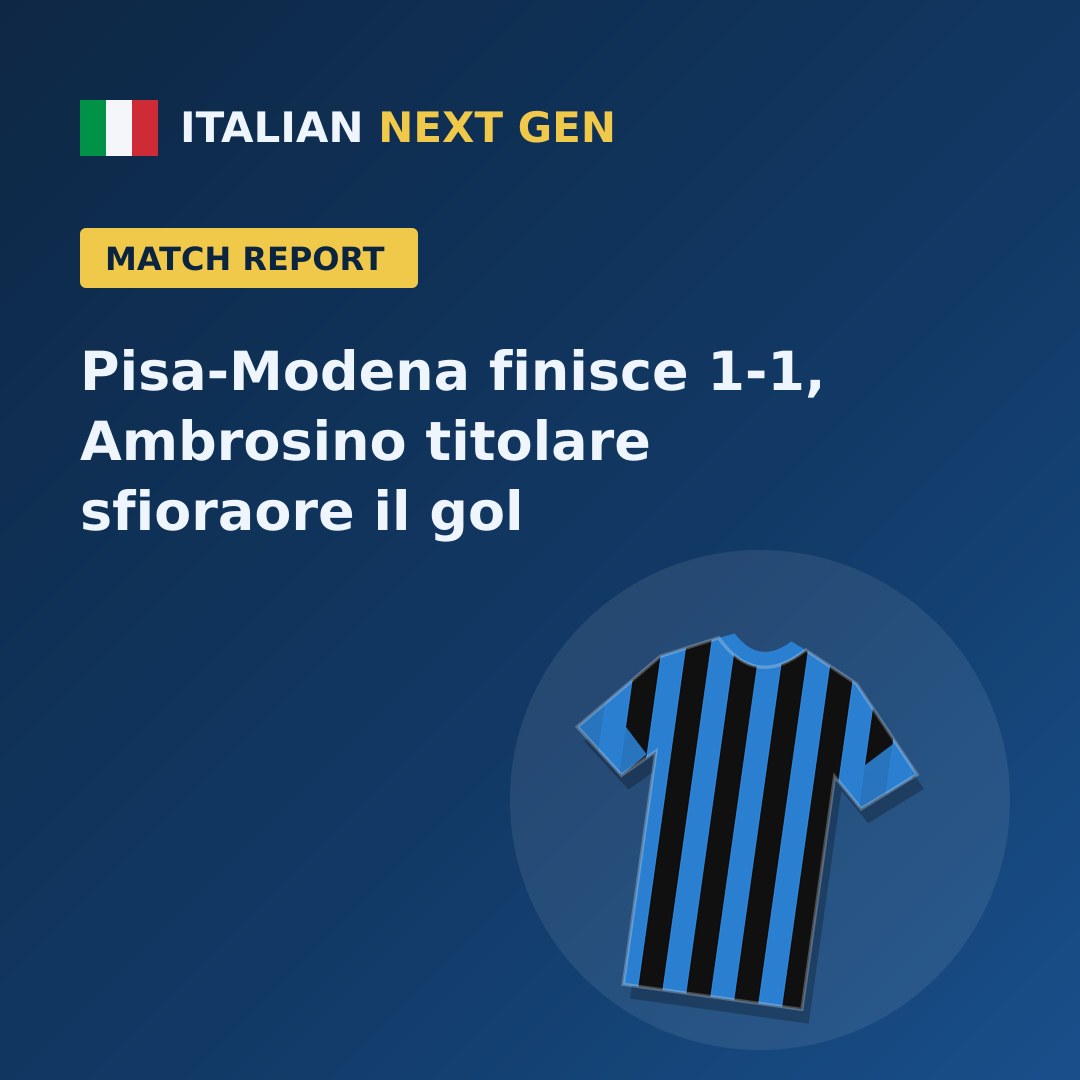 ITALIAN NEXT GEN
MATCH REPORT
Pisa-Modena finisce 1-1,
Ambrosino titolare
sfioraore il gol